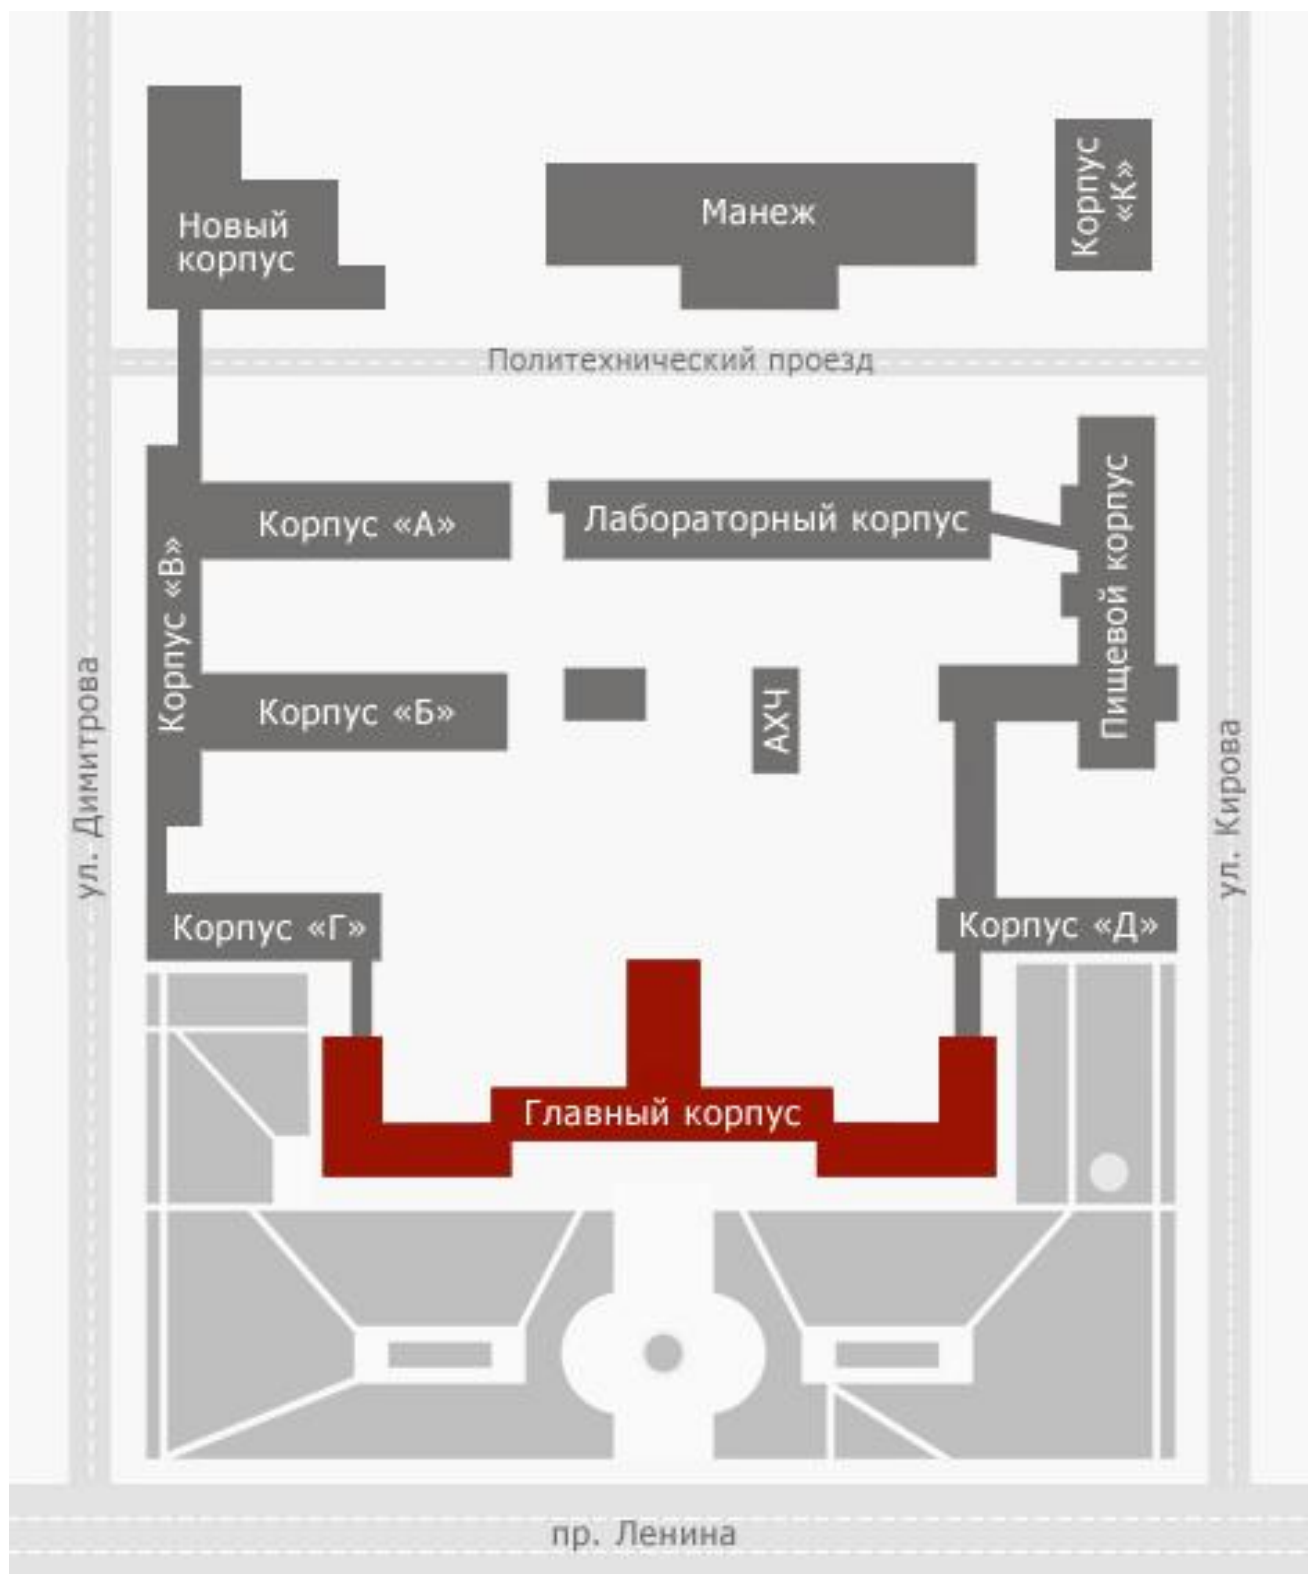 Корпус
«К»
Манеж
Новый
корпус
Политехнический проезд
Корпус «А»
Лабораторный корпус
Пищевой корпус
Корпус «В»
Корпус «Б»
АХЧ
ул. Димитрова
ул. Кирова
Корпус «Г»
Корпус «Д»
Главный корпус
пр. Ленина